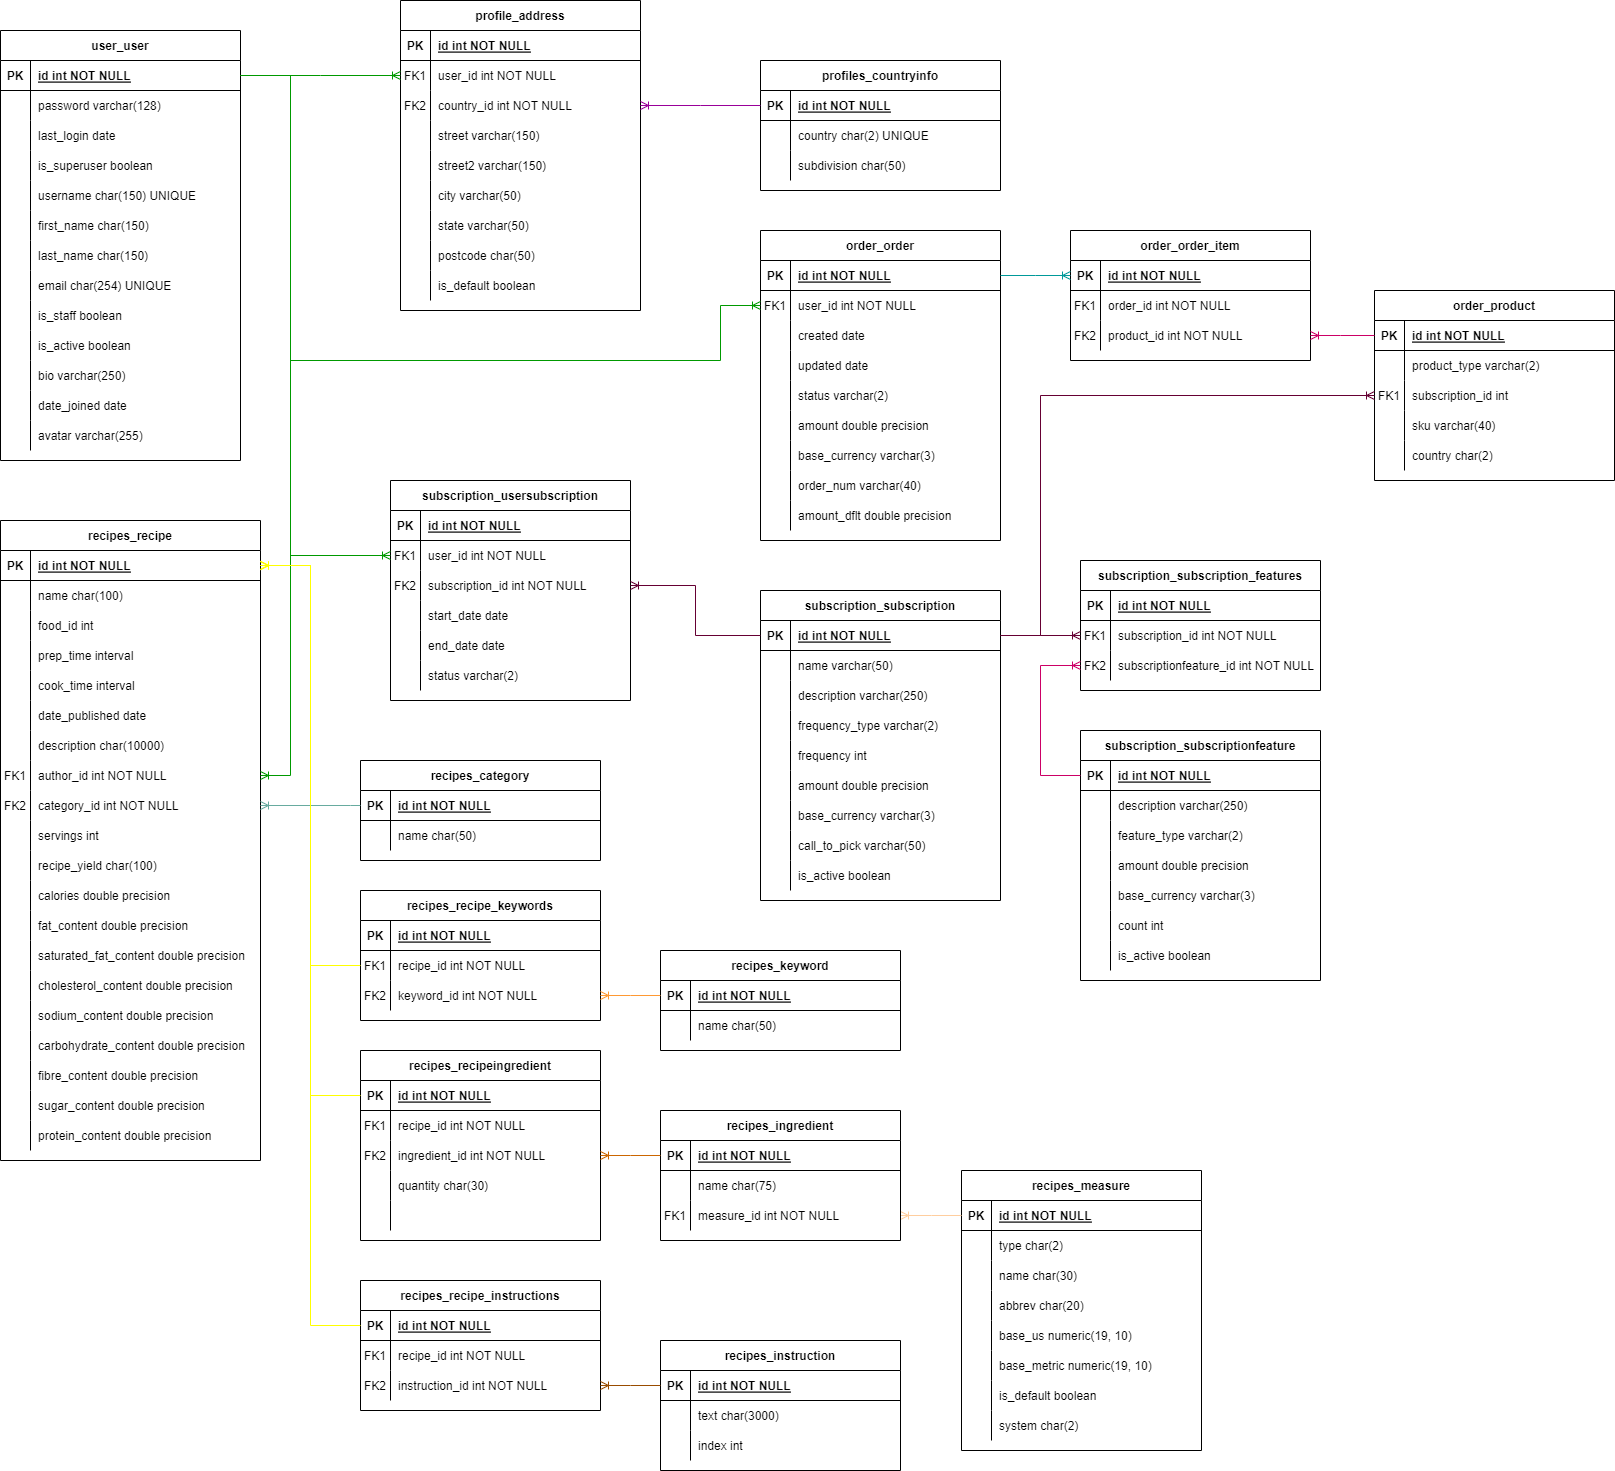 profile_address
PK id int NOT NULL
FK1 user_id int NOT NULL
FK2 country_id int NOT NULL
street varchar(150)
street2 varchar(150)
city varchar(50)
state varchar(50)
postcode char(50)
is_default boolean
user_user
PK id int NOT NULL
password varchar(128)
last_login date
is_superuser boolean
username char(150) UNIQUE
first_name char(150)
last_name char(150)
email char(254) UNIQUE
is_staff boolean
is_active boolean
bio varchar(250)
date_joined date
avatar varchar(255)
profiles_countryinfo
PK id int NOT NULL
country char(2) UNIQUE
subdivision char(50)
order_order
PK id int NOT NULL
FK1 user_id int NOT NULL
created date
updated date
status varchar(2)
amount double precision
base_currency varchar(3)
order_num varchar(40)
amount_dflt double precision
order_order_item
PK id int NOT NULL
FK1 order_id int NOT NULL
FK2 product_id int NOT NULL
order_product
PK id int NOT NULL
product_type varchar(2)
FK1 subscription_id int
sku varchar(40)
country char(2)
subscription_usersubscription
PK id int NOT NULL
FK1 user_id int NOT NULL
FK2 subscription_id int NOT NULL
start_date date
end_date date
status varchar(2)
recipes_recipe
PK id int NOT NULL
name char(100)
food_id int
prep_time interval
cook_time interval
date_published date
description char(10000)
FK1 author_id int NOT NULL
FK2 category_id int NOT NULL
servings int
recipe_yield char(100)
calories double precision
fat_content double precision
saturated_fat_content double precision
cholesterol_content double precision
sodium_content double precision
carbohydrate_content double precision
fibre_content double precision
sugar_content double precision
protein_content double precision
subscription_subscription
PK id int NOT NULL
name varchar(50)
description varchar(250)
frequency_type varchar(2)
frequency int
amount double precision
base_currency varchar(3)
call_to_pick varchar(50)
is_active boolean
subscription_subscription_features
PK id int NOT NULL
FK1 subscription_id int NOT NULL
FK2 subscriptionfeature_id int NOT NULL
subscription_subscriptionfeature
PK id int NOT NULL
description varchar(250)
feature_type varchar(2)
amount double precision
base_currency varchar(3)
count int
is_active boolean
recipes_category
PK id int NOT NULL
name char(50)
recipes_recipe_keywords
PK id int NOT NULL
FK1 recipe_id int NOT NULL
FK2 keyword_id int NOT NULL
recipes_keyword
PK id int NOT NULL
name char(50)
recipes_recipeingredient
PK id int NOT NULL
FK1 recipe_id int NOT NULL
FK2 ingredient_id int NOT NULL
quantity char(30)
recipes_ingredient
PK id int NOT NULL
name char(75)
FK1 measure_id int NOT NULL
recipes_measure
PK id int NOT NULL
type char(2)
name char(30)
abbrev char(20)
base_us numeric(19, 10)
base_metric numeric(19, 10)
is_default boolean
system char(2)
recipes_recipe_instructions
PK id int NOT NULL
FK1 recipe_id int NOT NULL
FK2 instruction_id int NOT NULL
recipes_instruction
PK id int NOT NULL
text char(3000)
index int